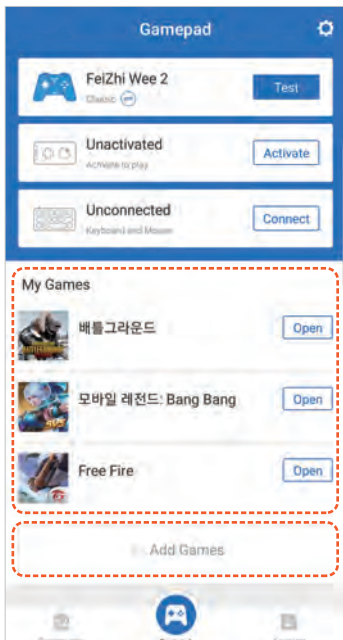 Gamepad
FeiZhi Wee 2
Test
Classic
Unactivated
Activate to play
Activate
Unconnected
Keyboard and Mouse
Connect
My Games
배틀그라운드
Open
모바일 레전드: Bang Bang
Open
Free Fire
Open
Add Games